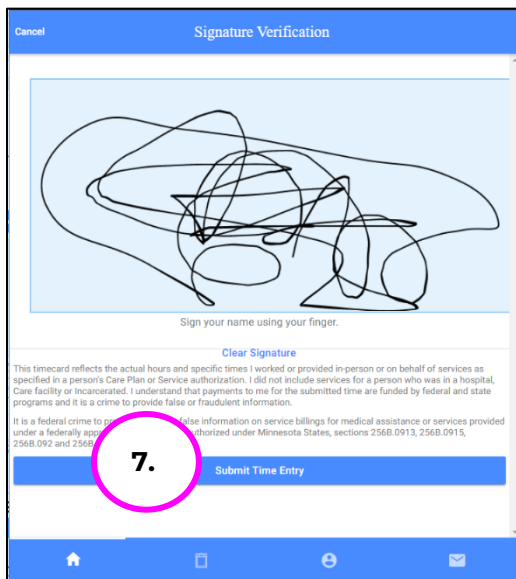 Cancel
Signature Verification
Sign your name using your finger.
Clear Signature
This timecard reflects the actual hours and specific times I worked or provided in-person or on behalf of services as
specified in a person's Care Plan or Service authorization. I did not include services for a person who was in a hospital,
Care facility or Incarcerated. I understand that payments to me for the submitted time are funded by federal and state
programs and it is a crime to provide false or fraudulent information.
It is a federal crime to false information on service billings for medical assistance or services provided
under a federally authorized under Minnesota States, sections 256B.0913, 256B.0915,
256B.092 and
7.
Submit Time Entry